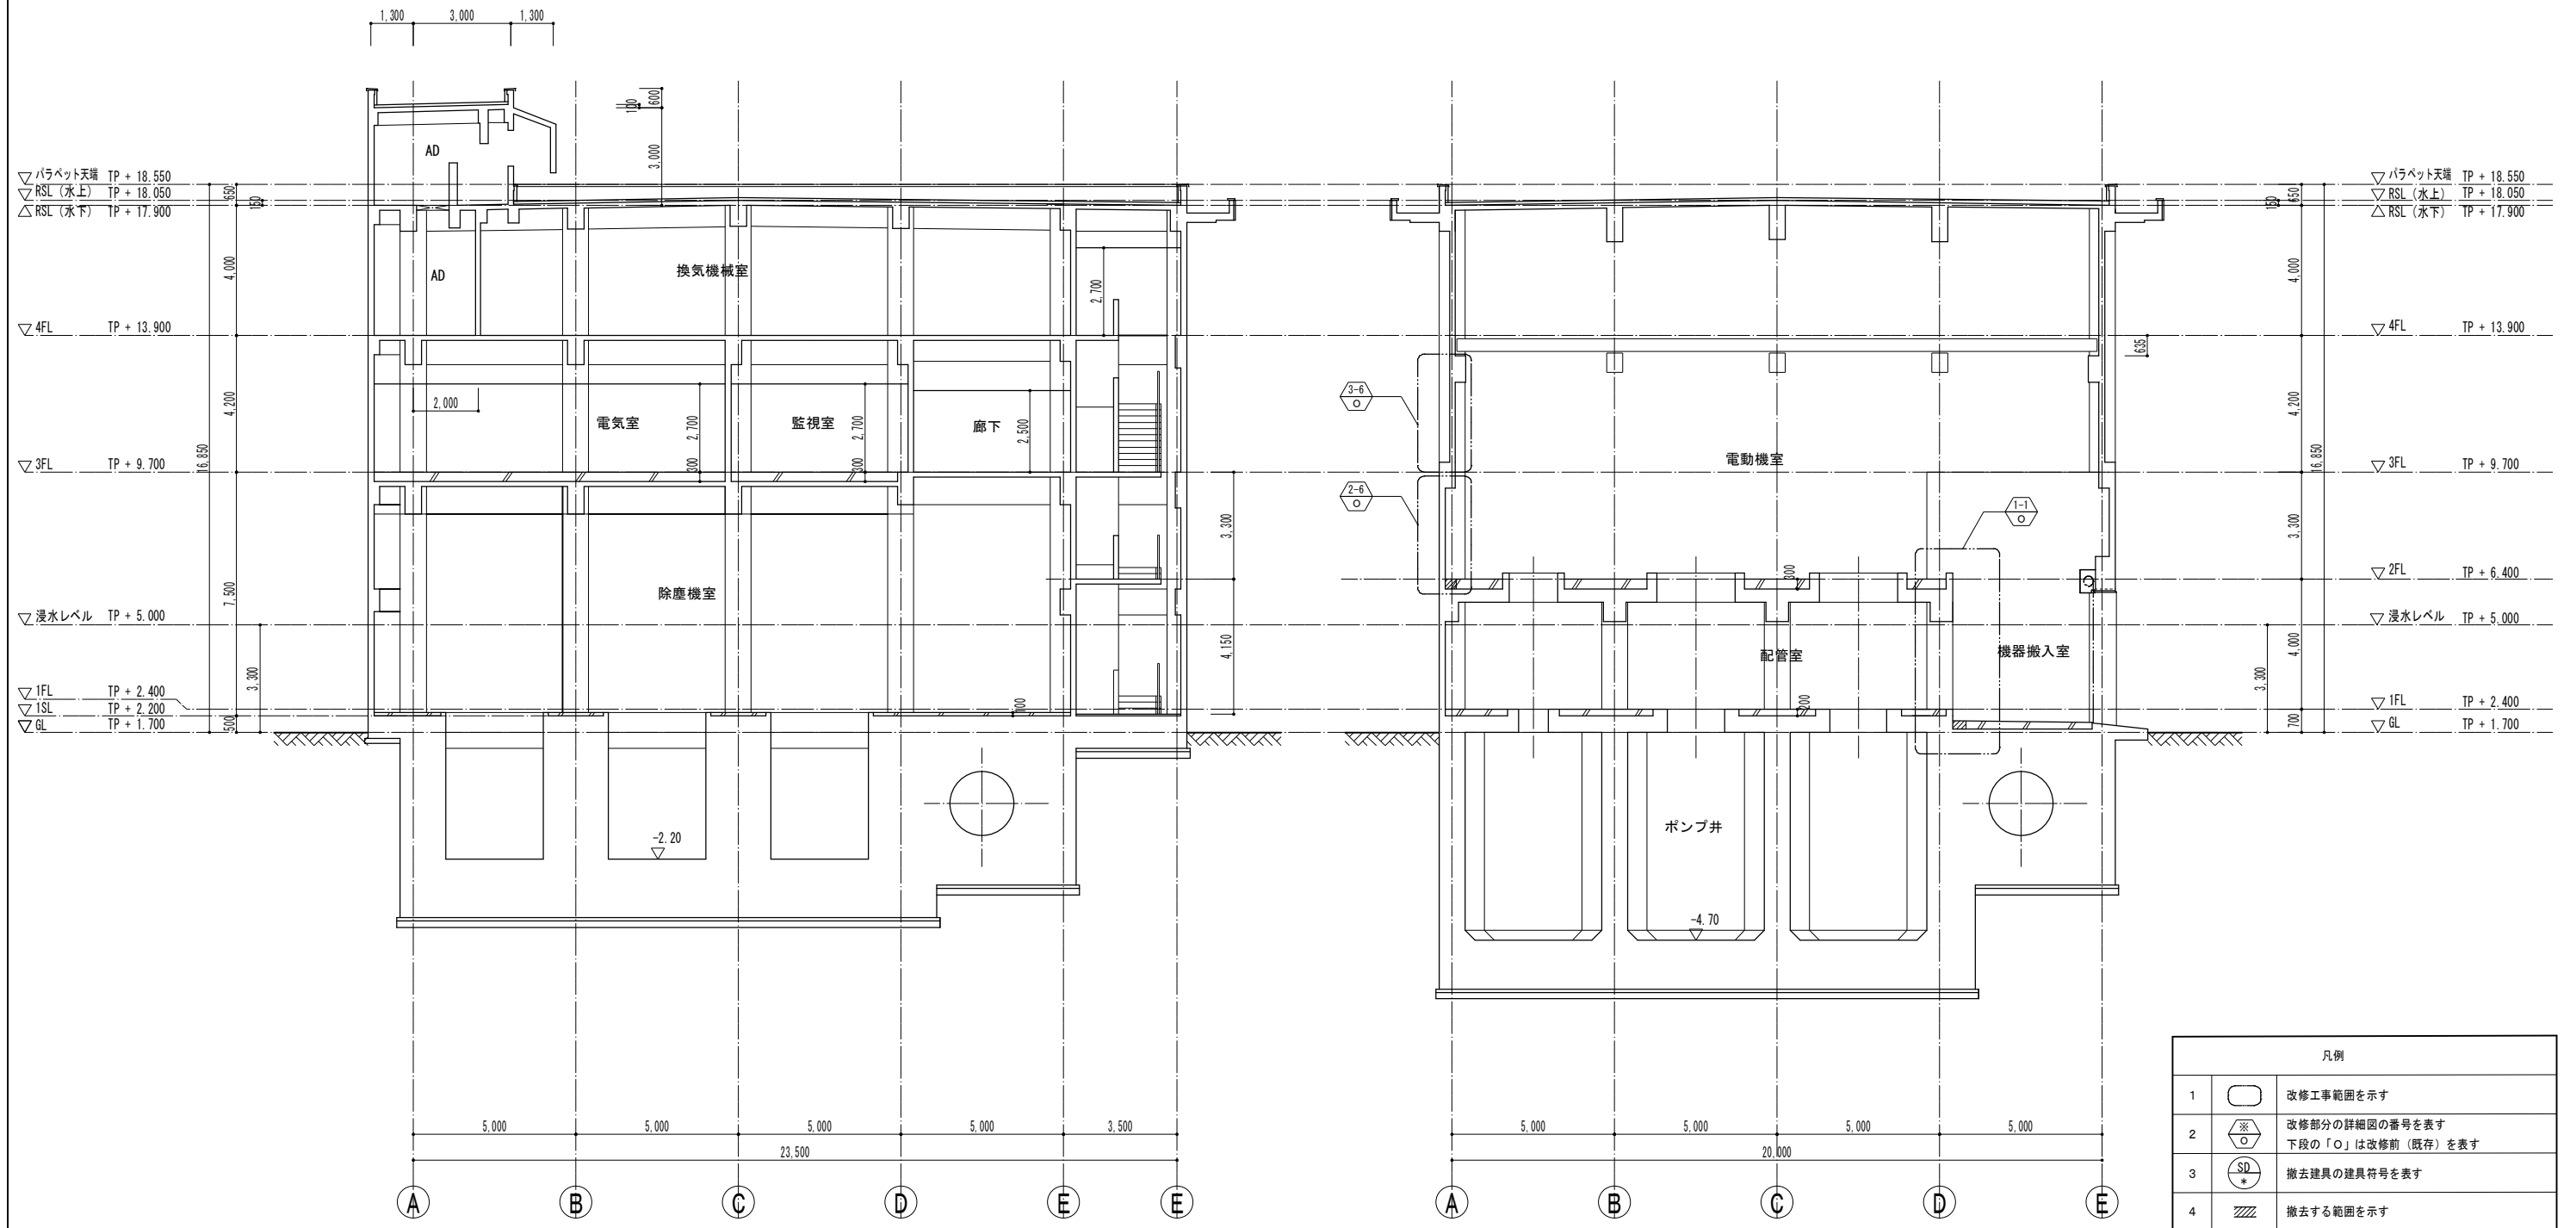 1,300 3,000 1,300
100 600
3,000
AD
パラペット天端 TP + 18.550
RSL (水上) TP + 18.050
RSL (水下) TP + 17.900
650
150
4,000
AD
換気機械室
2,700
4FL TP + 13.900
4,200
2,000
電気室
2,700
300
監視室
2,700
300
廊下
2,500
3FL TP + 9.700
16,850
3,300
7,500
除塵機室
浸水レベル TP + 5.000
3,300
4,150
1FL TP + 2.400
1SL TP + 2.200
GL TP + 1.700
500
-2.20
5,000 5,000 5,000 5,000 3,500
23,500
A B C D E E
パラペット天端 TP + 18.550
RSL (水上) TP + 18.050
RSL (水下) TP + 17.900
650
150
4,000
4FL TP + 13.900
635
3-6
O
4,200
電動機室
16,850
3FL TP + 9.700
2-6
O
1-1
O
3,300
300
2FL TP + 6.400
浸水レベル TP + 5.000
配管室
機器搬入室
4,000
3,300
200
1FL TP + 2.400
700
GL TP + 1.700
ポンプ井
-4.70
5,000 5,000 5,000 5,000
20,000
A B C D E
凡例
1 改修工事範囲を示す
2 ※ O 改修部分の詳細図の番号を表す
下段の「O」は改修前（既存）を表す
3 SD * 撤去建具の建具符号を表す
4 撤去する範囲を示す